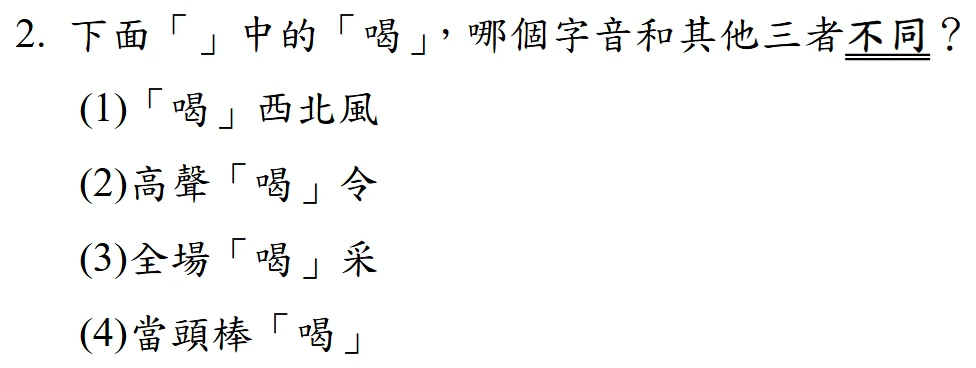 2. 下面「 」中的「喝」，哪個字音和其他三者不同？
(1)「喝」西北風
(2)高聲「喝」令
(3)全場「喝」采
(4)當頭棒「喝」